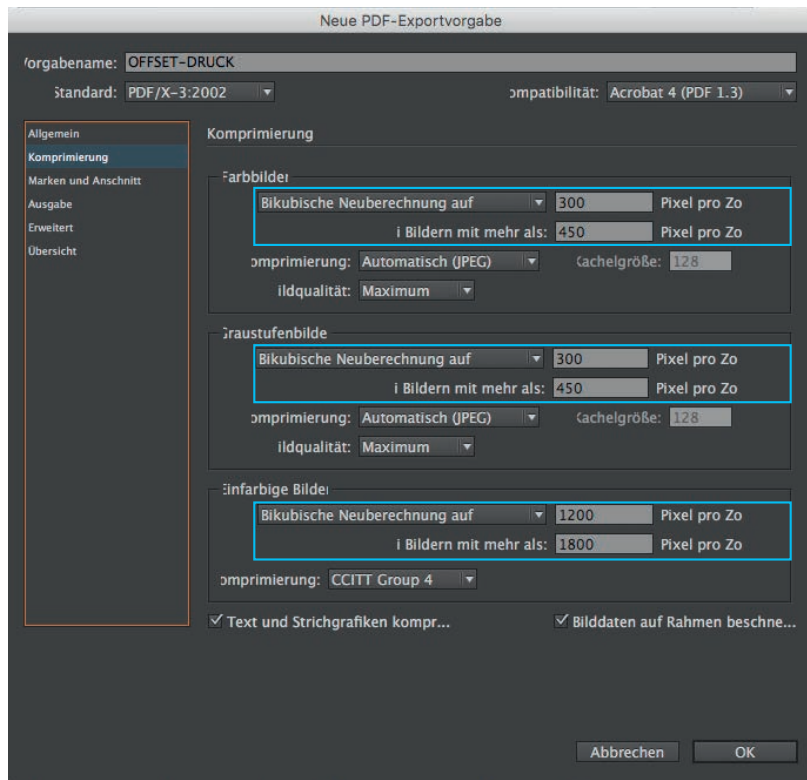 Neue PDF-Exportvorgabe
Vorgabename: OFFSET-DRUCK
Standard: PDF/X-3:2002
ompatibilität: Acrobat 4 (PDF 1.3)
Allgemein
Komprimierung
Marken und Anschnitt
Ausgabe
Erweitert
Übersicht
Komprimierung
Farbbilder
Bikubische Neuberechnung auf 300 Pixel pro Zo
i Bildern mit mehr als: 450 Pixel pro Zo
omprimierung: Automatisch (JPEG) Kachelgröße: 128
ildqualität: Maximum
Graustufenbilde
Bikubische Neuberechnung auf 300 Pixel pro Zo
i Bildern mit mehr als: 450 Pixel pro Zo
omprimierung: Automatisch (JPEG) Kachelgröße: 128
ildqualität: Maximum
Einfarbige Bilder
Bikubische Neuberechnung auf 1200 Pixel pro Zo
i Bildern mit mehr als: 1800 Pixel pro Zo
omprimierung: CCITT Group 4
Text und Strichgrafiken kompr... Bilddaten auf Rahmen beschne...
Abbrechen OK